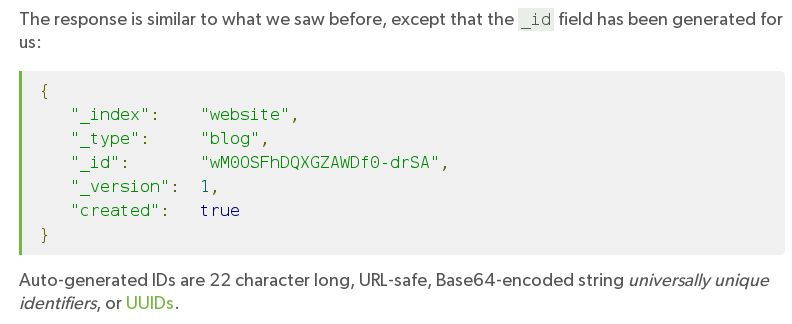 The response is similar to what we saw before, except that the _id field has been generated for
us:
{
"_index": "website",
"_type": "blog",
"_id": "wM0OSFhDQXGZAWDf0-drSA",
"_version": 1,
"created": true
}
Auto-generated IDs are 22 character long, URL-safe, Base64-encoded string universally unique
identifiers, or UUIDs.